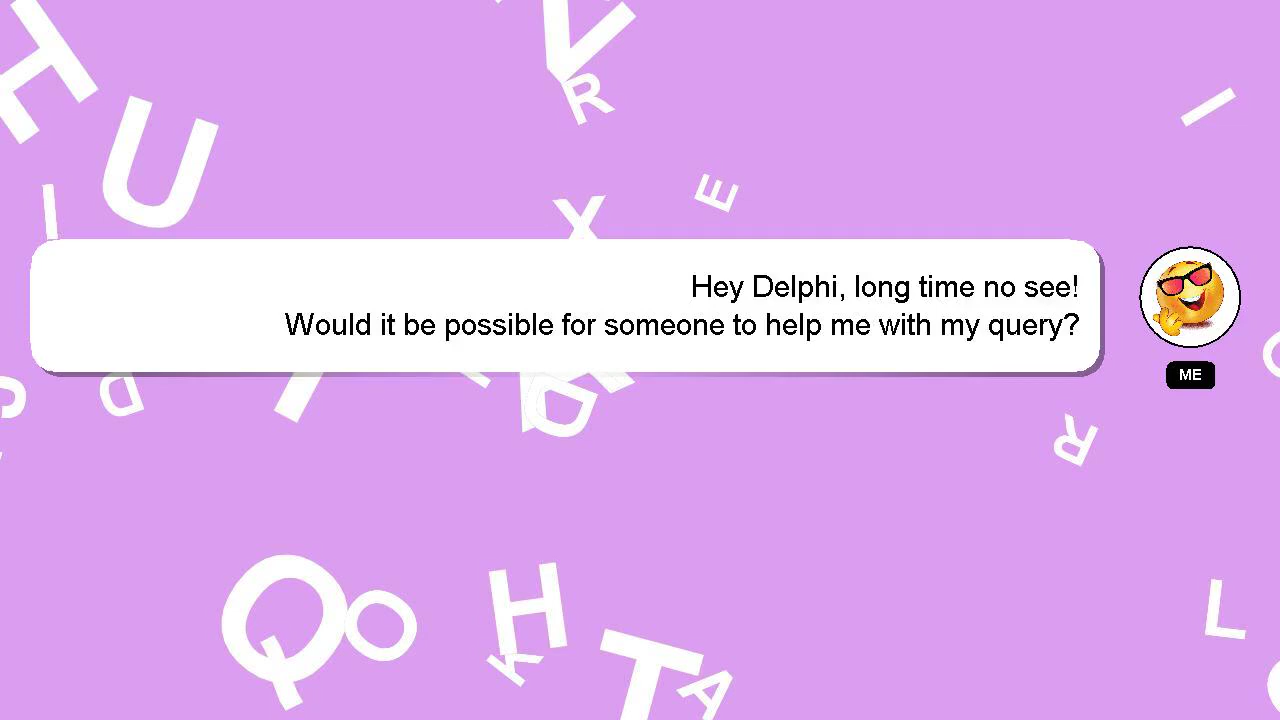 Hey Delphi, long time no see!
Would it be possible for someone to help me with my query?
ME
H
U
V
R
I
E
X
I
D
R
Q
O
H
K
T
A
L